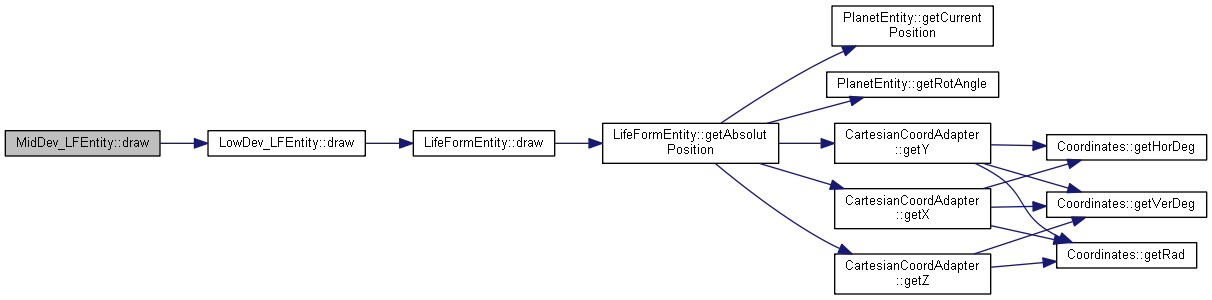 MidDev_LFEntity::draw
LowDev_LFEntity::draw
LifeFormEntity::draw
LifeFormEntity::getAbsolut
Position
PlanetEntity::getCurrent
Position
PlanetEntity::getRotAngle
CartesianCoordAdapter
::getY
CartesianCoordAdapter
::getX
CartesianCoordAdapter
::getZ
Coordinates::getHorDeg
Coordinates::getVerDeg
Coordinates::getRad